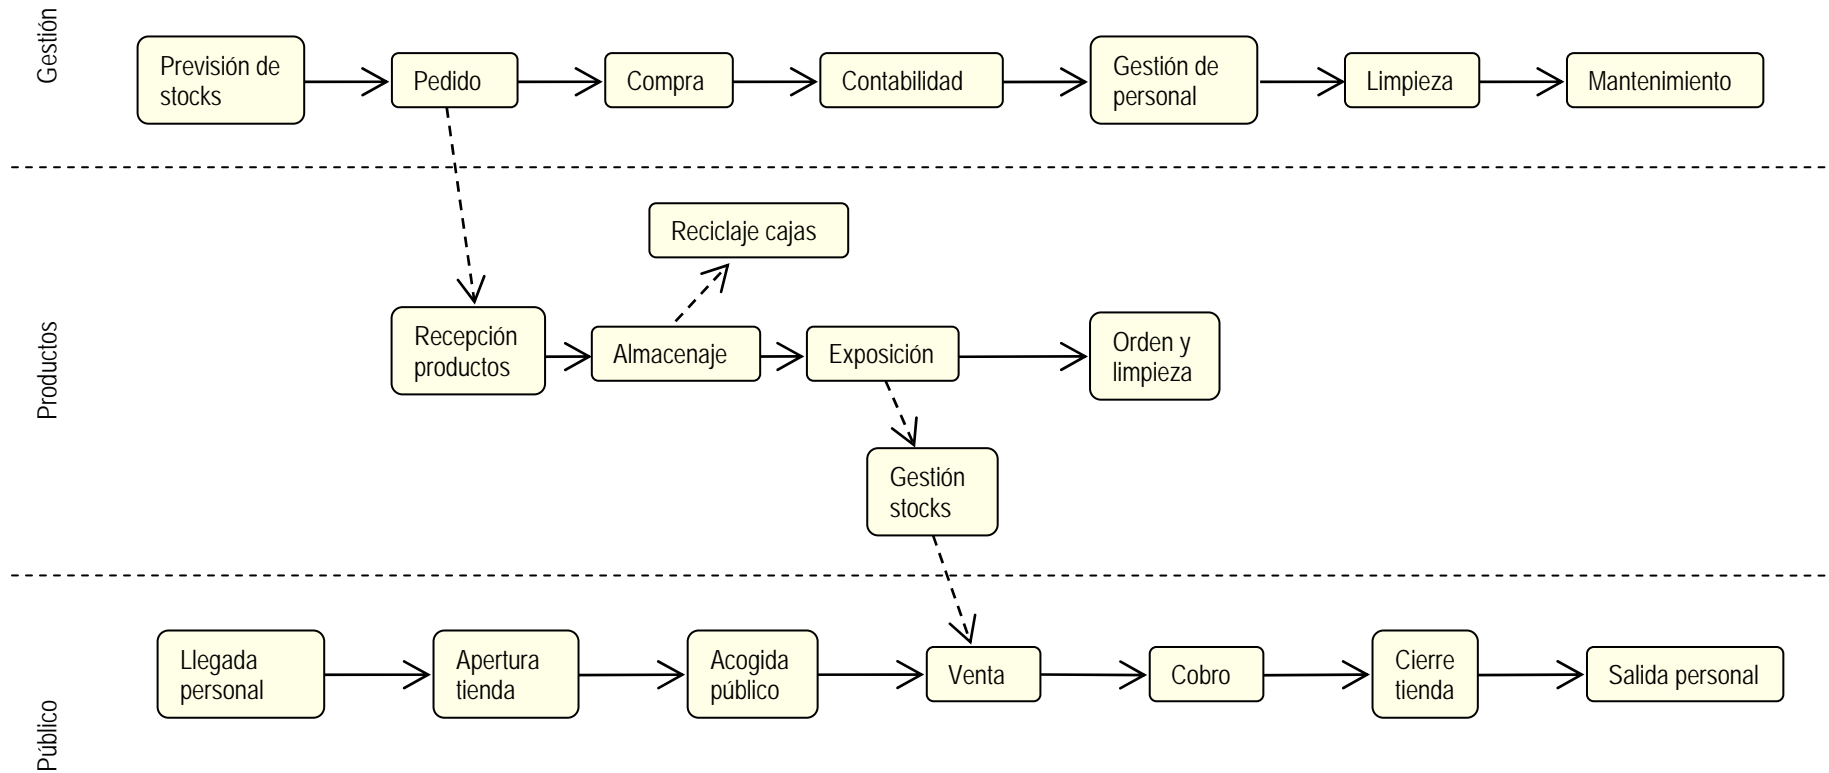 Gestión
Previsión de
stocks
Pedido
Compra
Contabilidad
Gestión de
personal
Limpieza
Mantenimiento
Productos
Reciclaje cajas
Recepción
productos
Almacenaje
Exposición
Orden y
limpieza
Gestión
stocks
Público
Llegada
personal
Apertura
tienda
Acogida
público
Venta
Cobro
Cierre
tienda
Salida personal